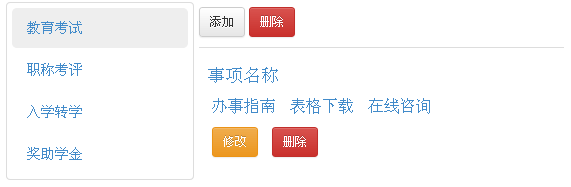 教育考试
职称考评
入学转学
奖助学金
添加 删除
事项名称
办事指南 表格下载 在线咨询
修改 删除